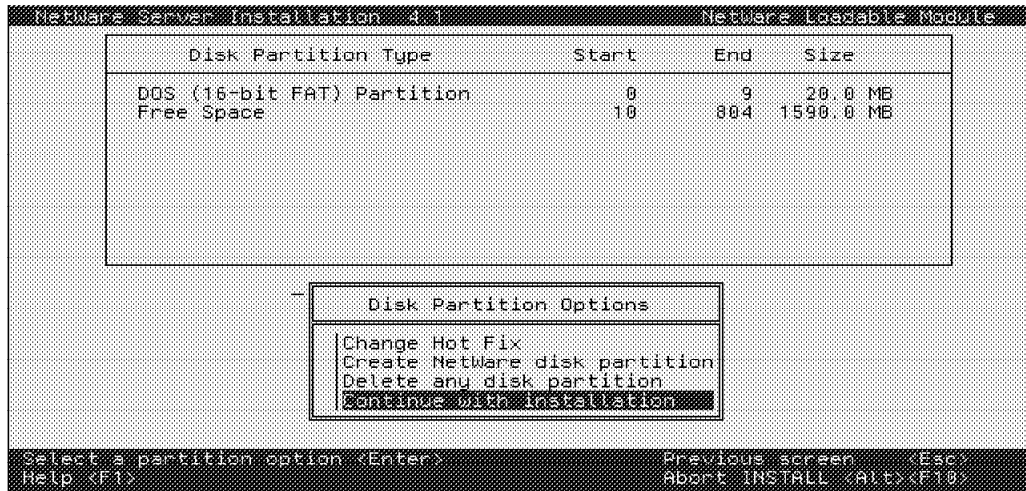 NetWare Server Installation 4.1 NetWare Loadable Module
Disk Partition Type Start End Size
DOS (16-bit FAT) Partition 0 9 20.0 MB
Free Space 10 804 1590.0 MB
Disk Partition Options
Change Hot Fix
Create NetWare disk partition
Delete any disk partition
Continue with installation
Select a partition option <Enter> Previous screen <Esc>
Help <F1> Abort INSTALL <Alt><F10>